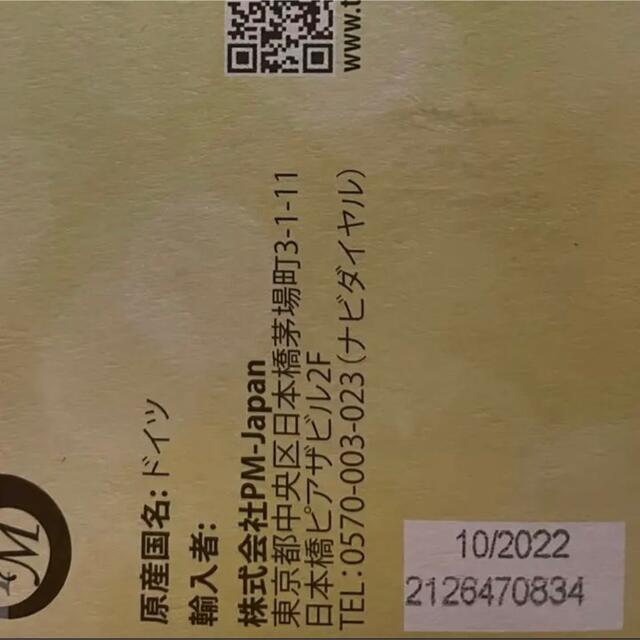 原産国名: ドイツ
輸入者:
株式会社PM-Japan
東京都中央区日本橋茅場町3-1-11
日本橋ピアザビル2F
TEL:0570-003-023(ナビダイヤル)
www.t
M
10/2022
2126470834